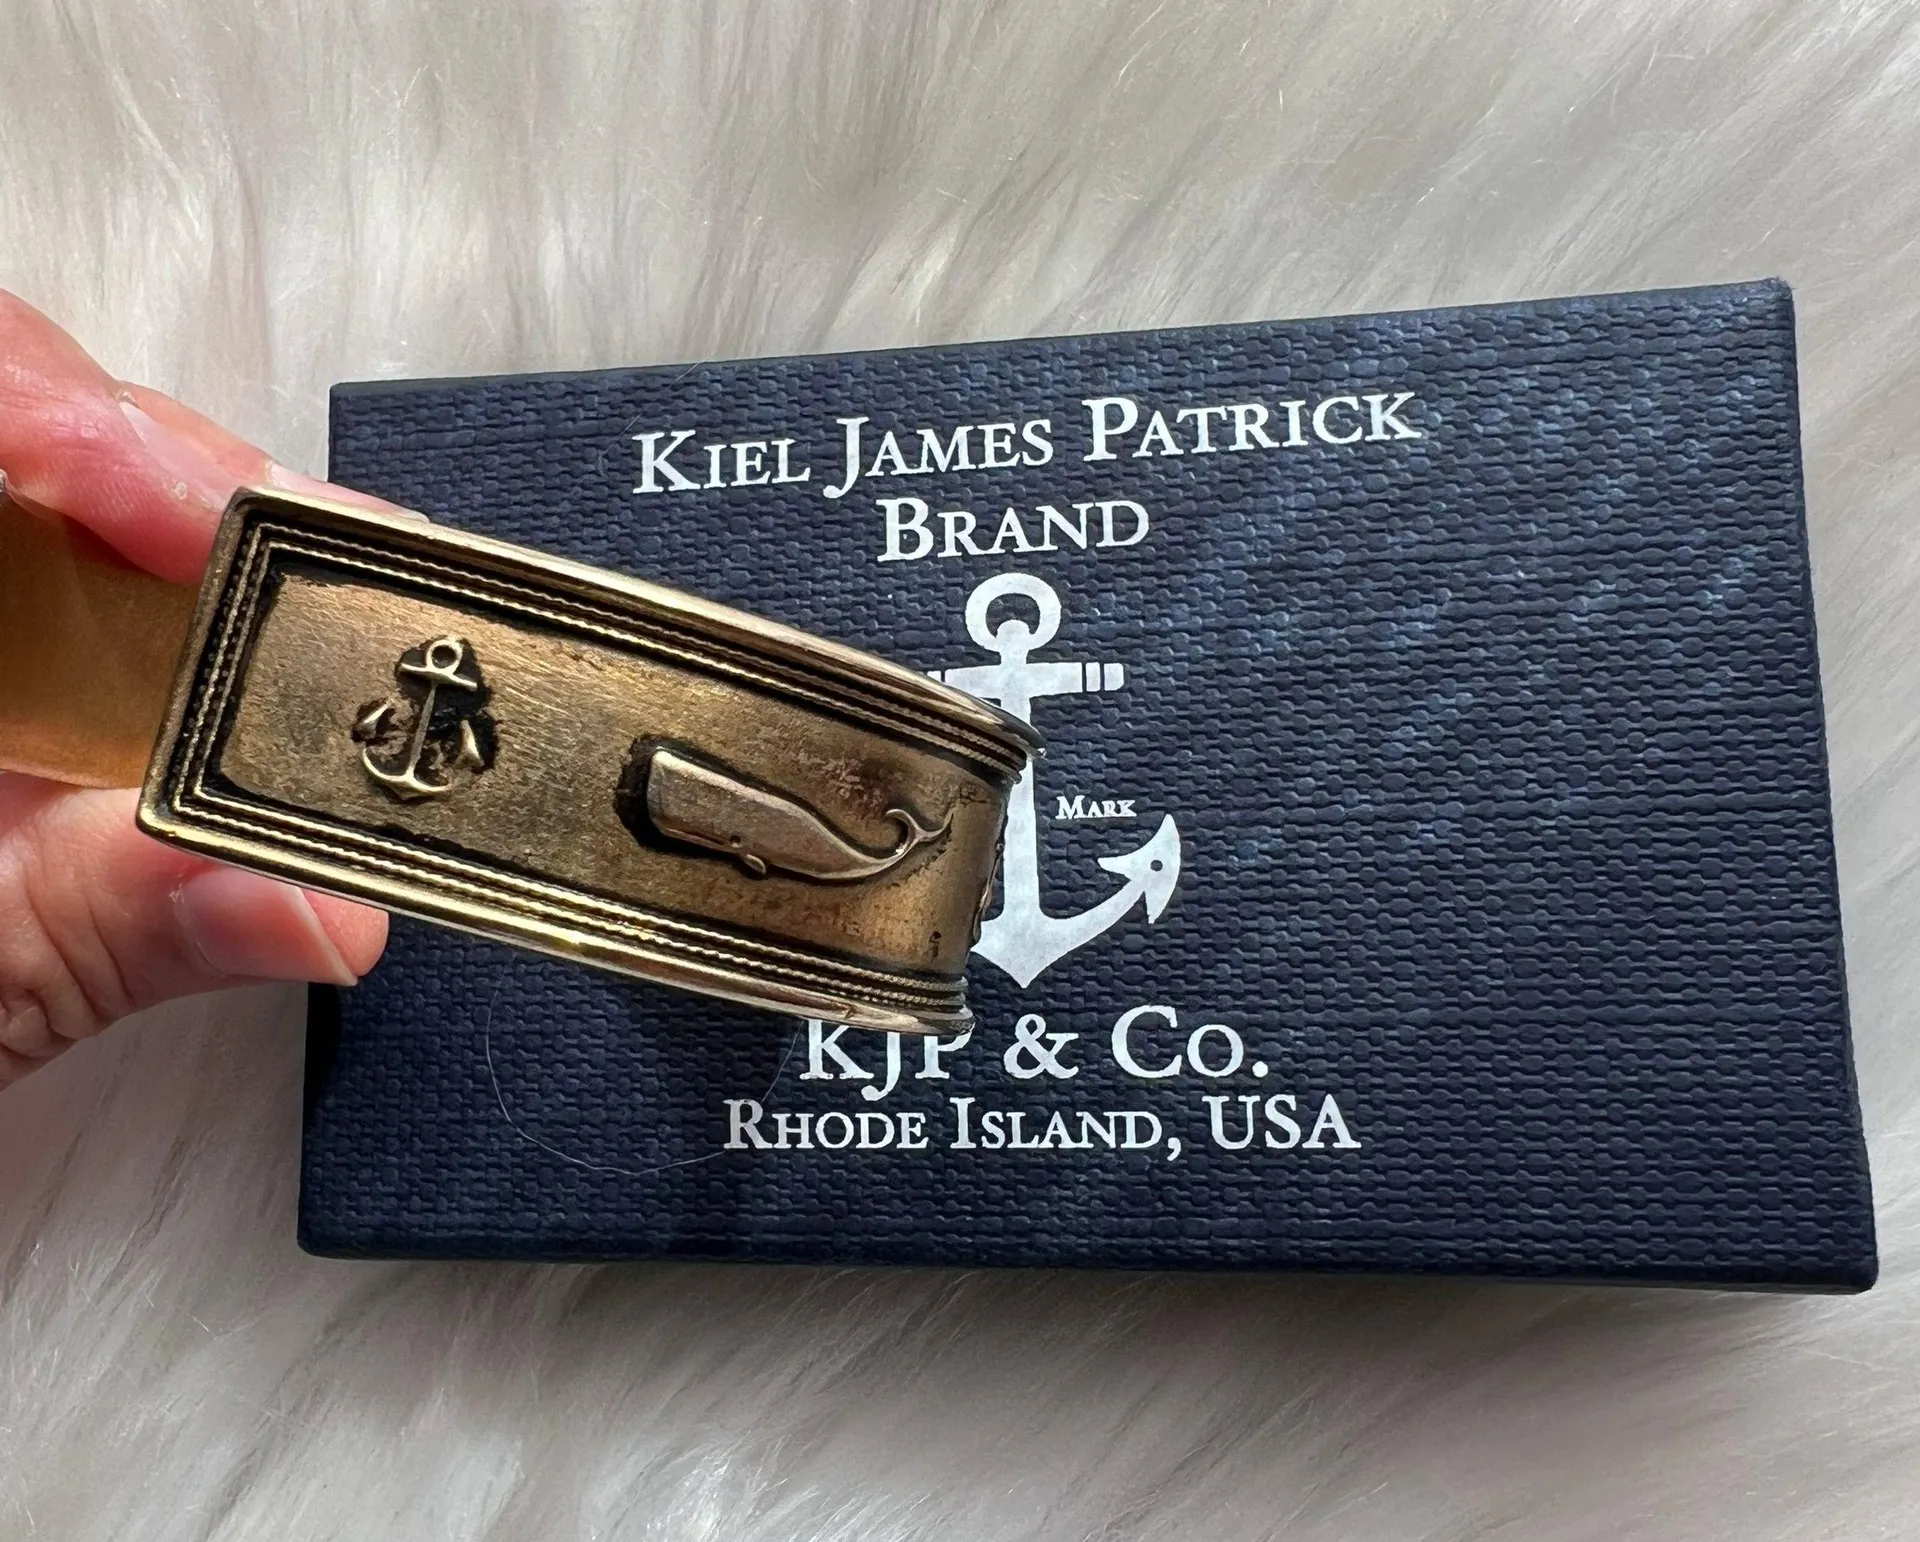 Kiel James Patrick
Brand
Mark
KJP & Co.
Rhode Island, USA